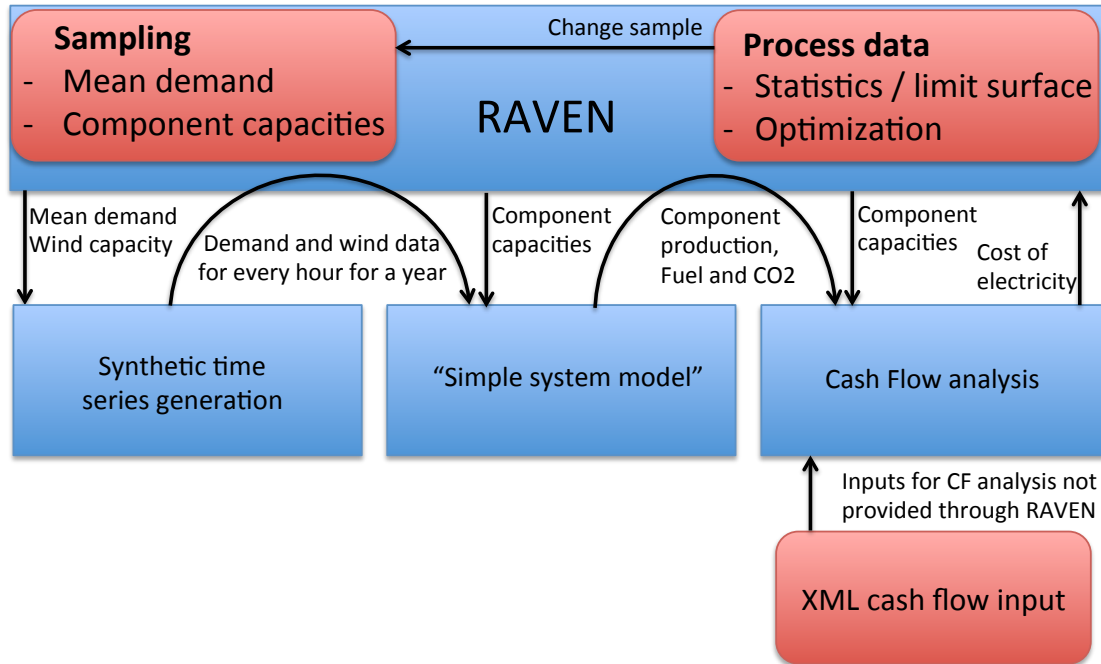 Sampling
- Mean demand
- Component capacities
Change sample
Process data
- Statistics / limit surface
- Optimization
RAVEN
Mean demand
Wind capacity
Demand and wind data
for every hour for a year
Component
capacities
Component
production,
Fuel and CO2
Component
capacities
Cost of
electricity
Synthetic time
series generation
“Simple system model”
Cash Flow analysis
Inputs for CF analysis not
provided through RAVEN
XML cash flow input